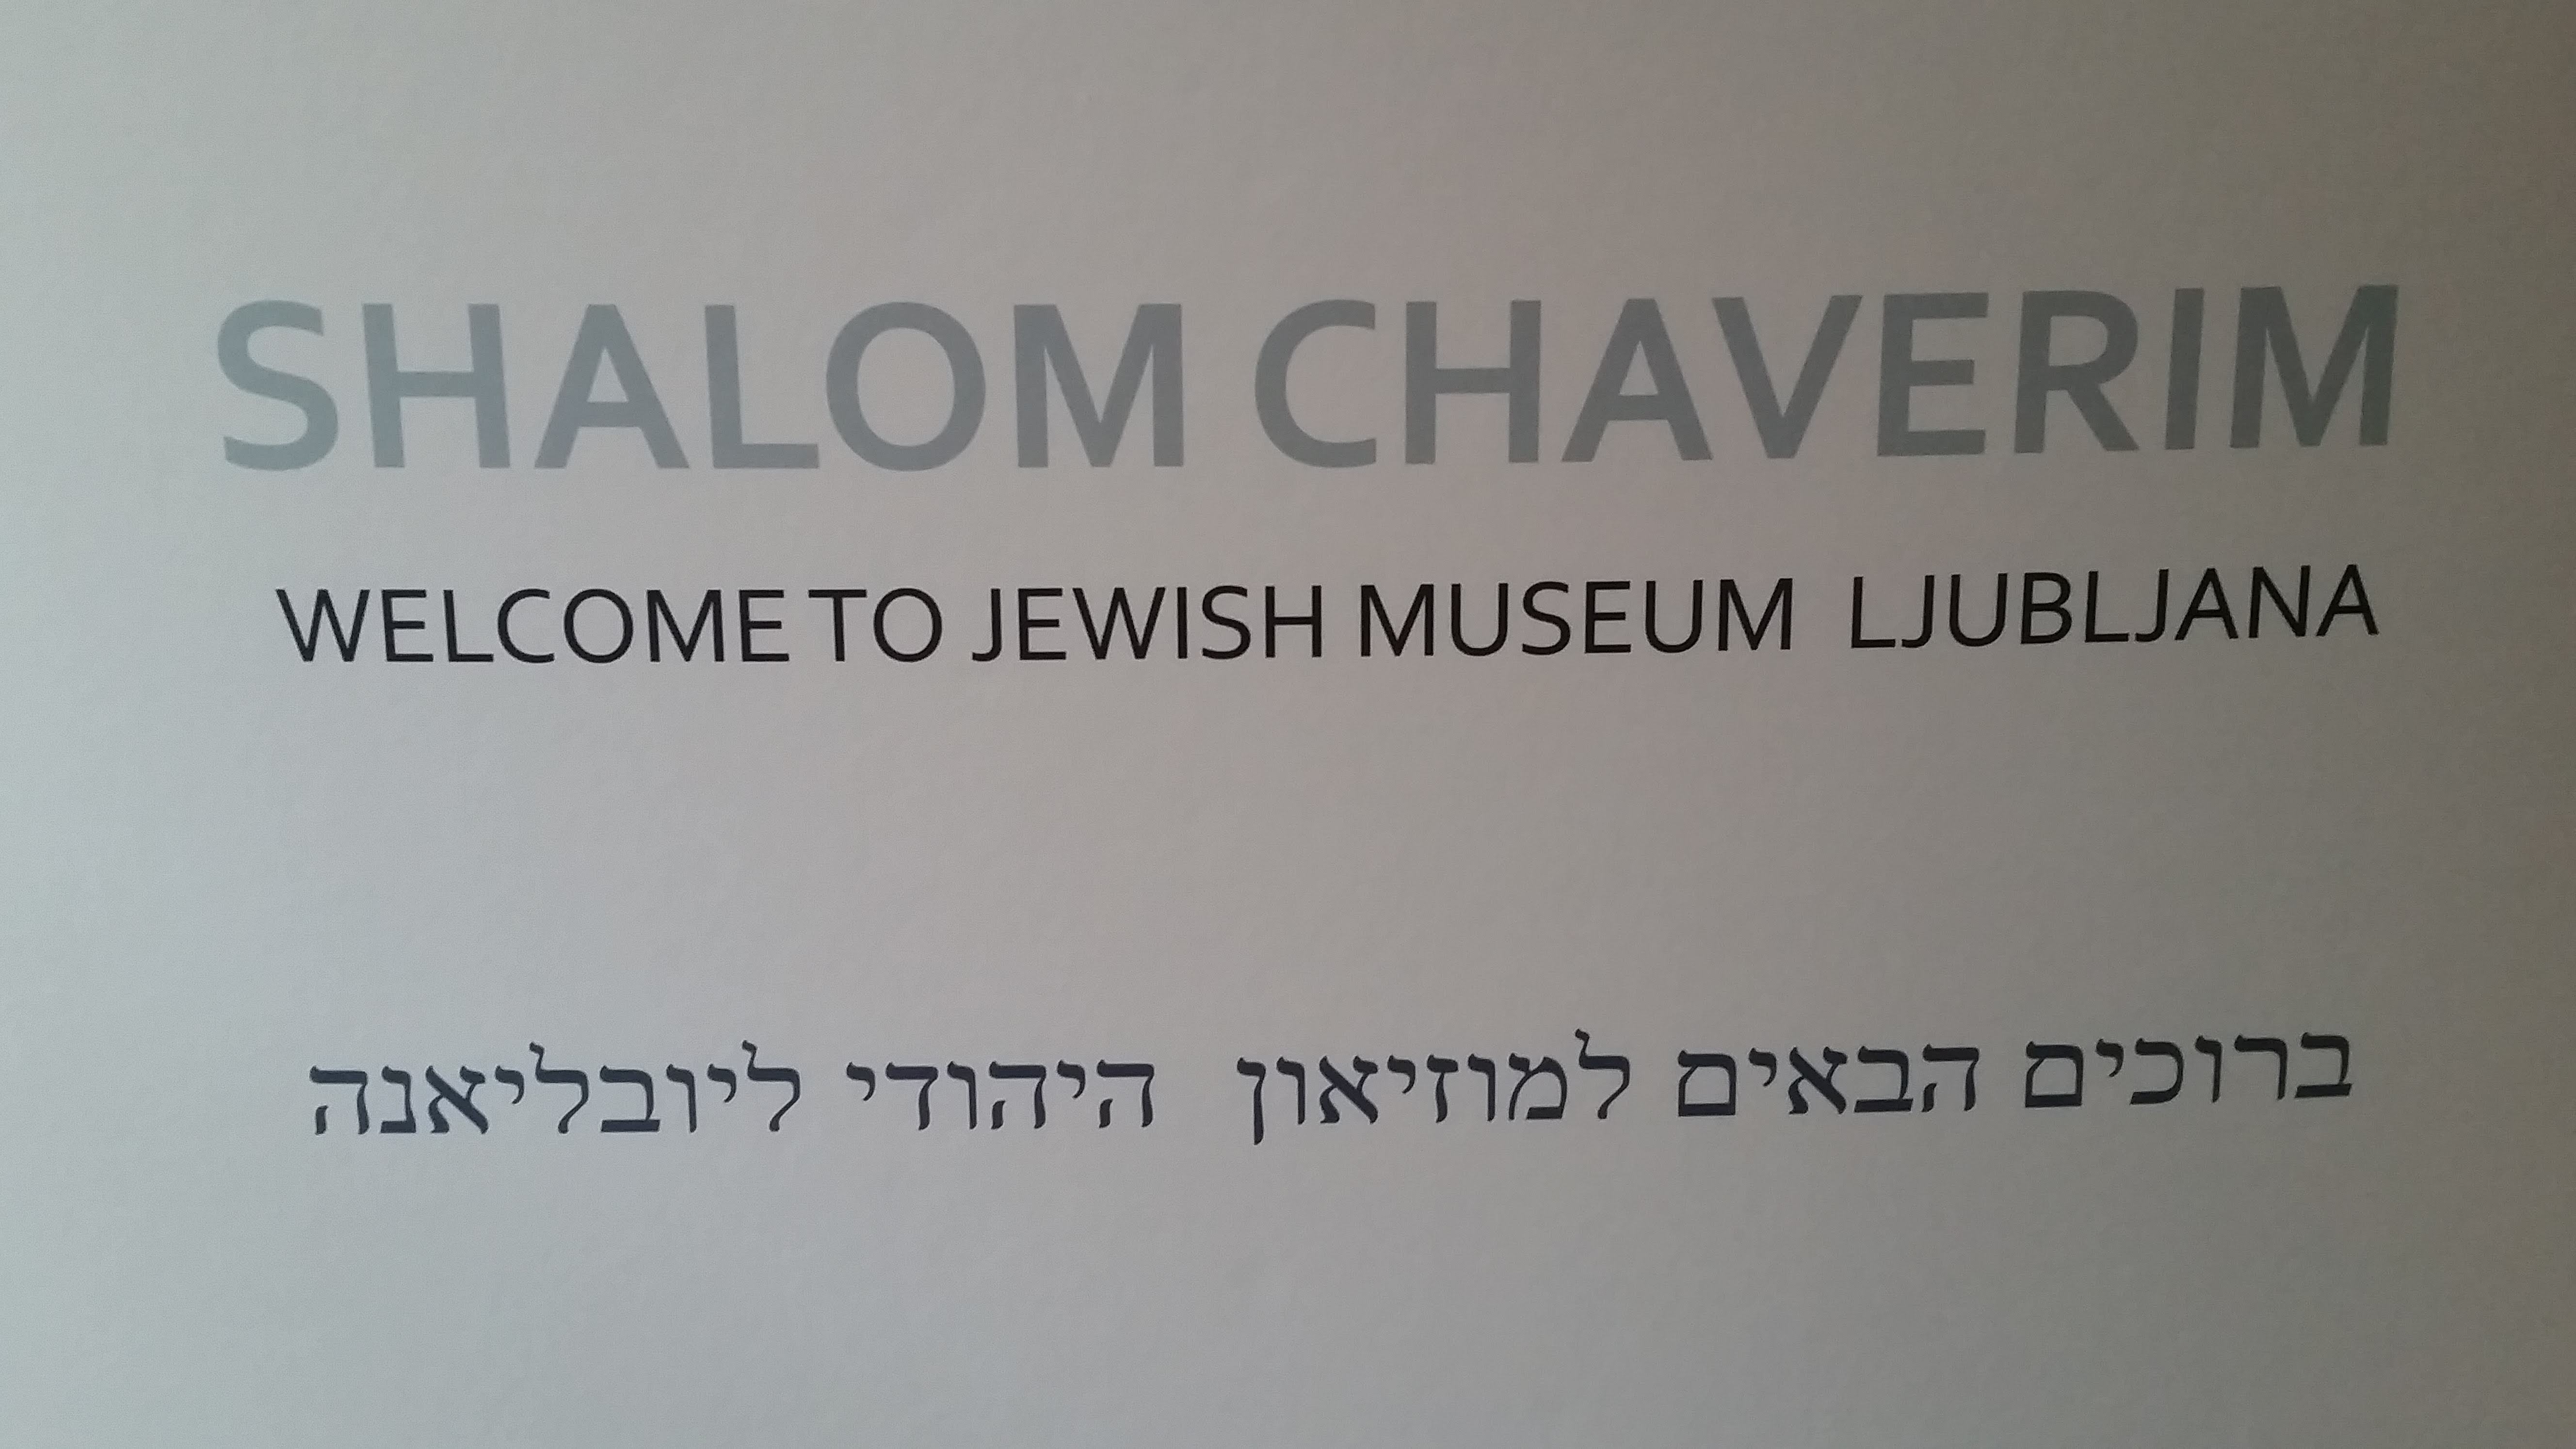 SHALOM CHAVERIM
WELCOME TO JEWISH MUSEUM LJUBLJANA
ברוכים הבאים למוזיאון היהודי ליובליאנה